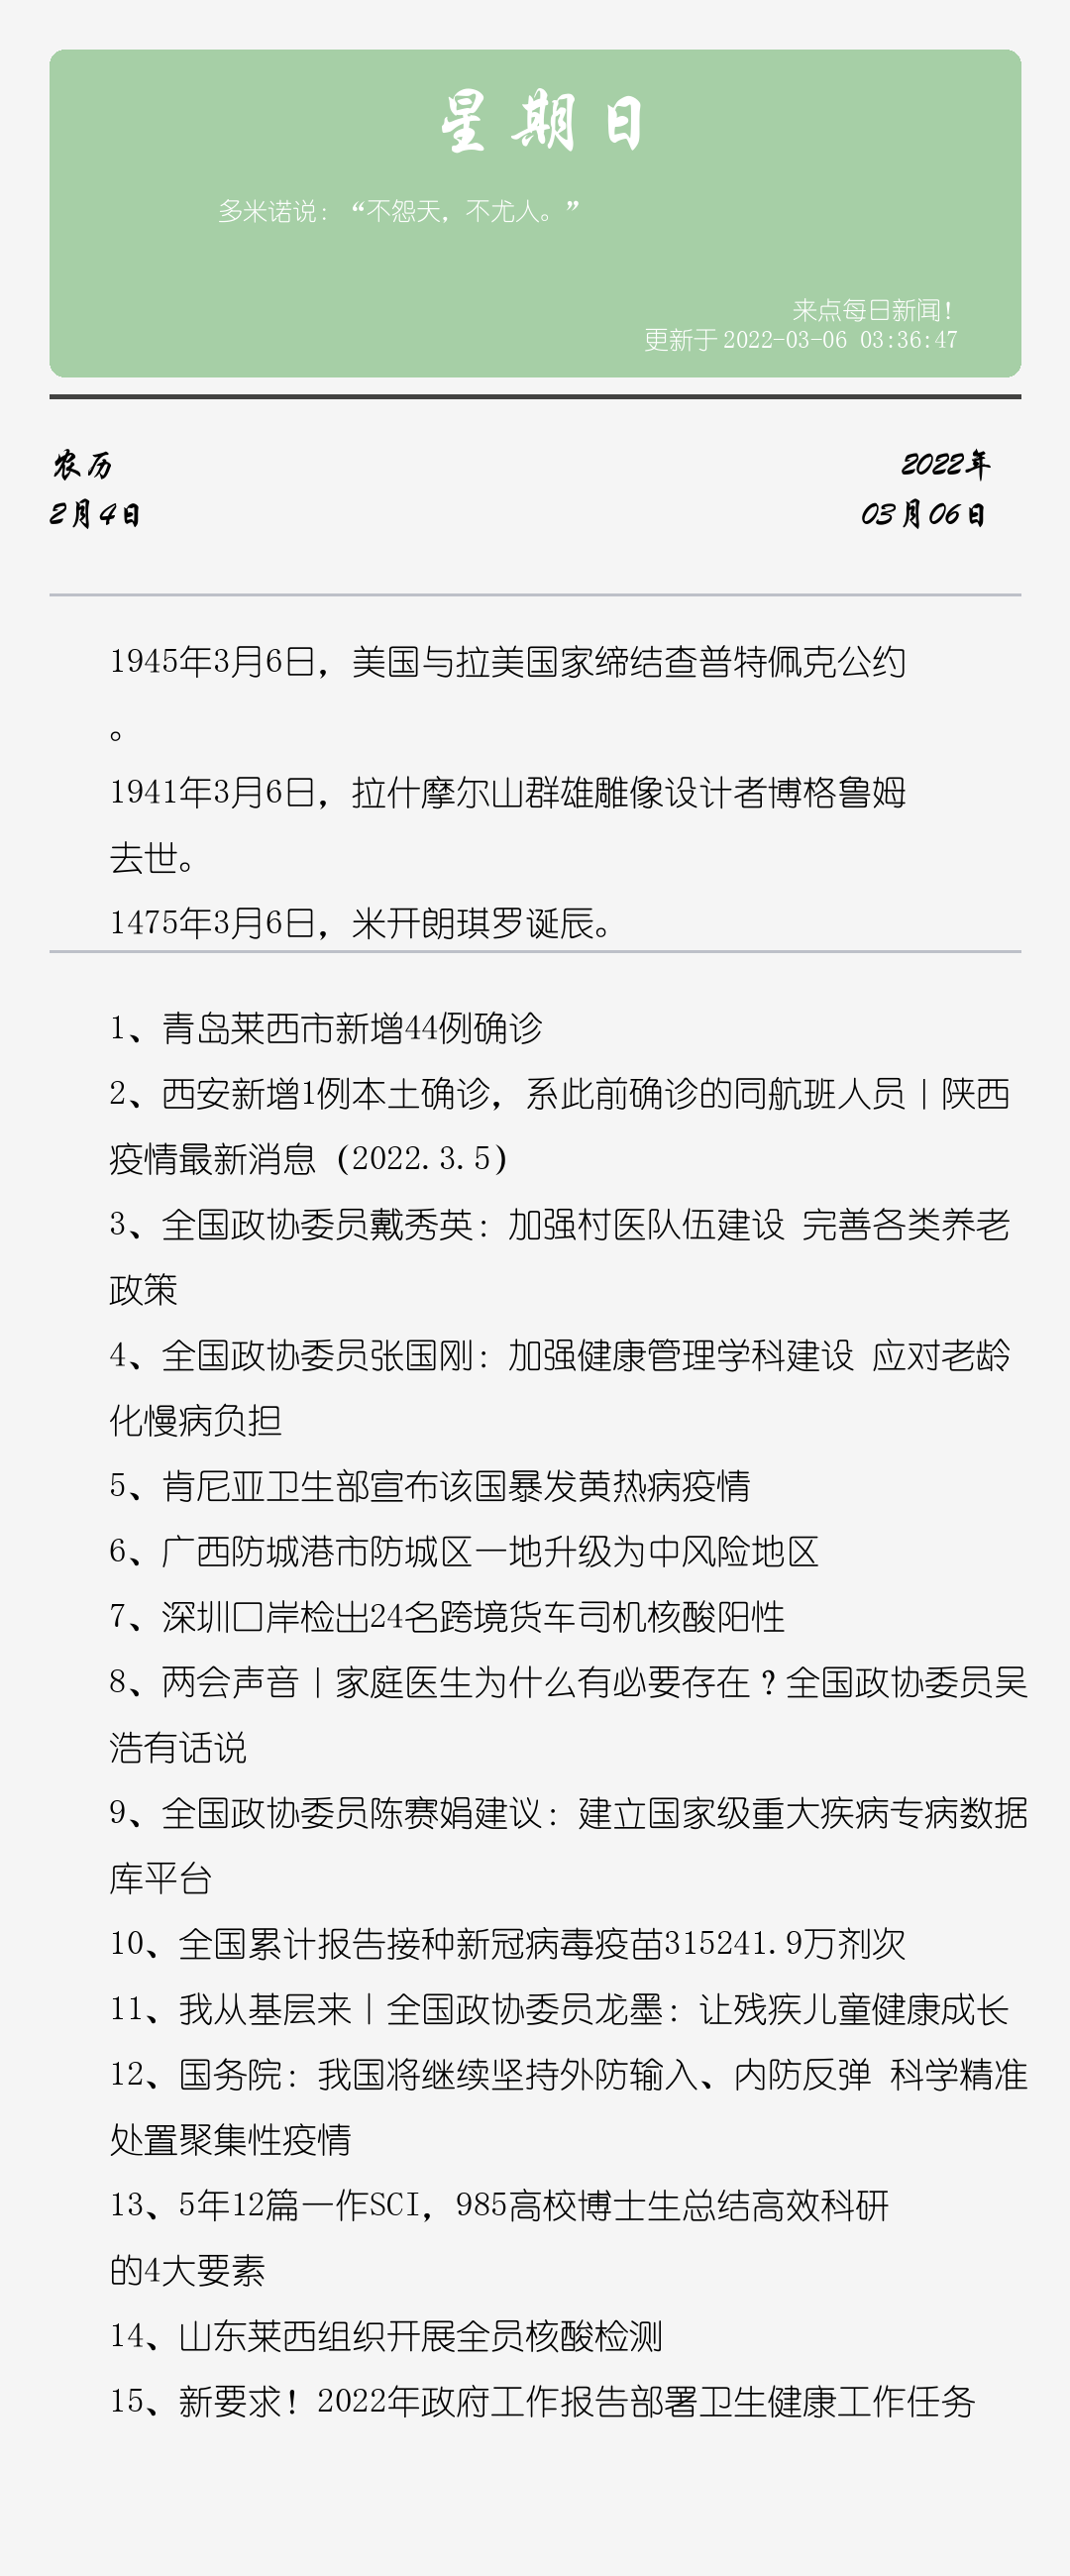 星期日
多米诺说：“不怨天，不尤人。”
来点每日新闻！
更新于2022-03-06 03:36:47
农历
2022年
2月4日
03月06日
1945年3月6日，美国与拉美国家缔结查普特佩克公约
。
1941年3月6日，拉什摩尔山群雄雕像设计者博格鲁姆
去世。
1475年3月6日，米开朗琪罗诞辰。
1、青岛莱西市新增44例确诊
2、西安新增1例本土确诊，系此前确诊的同航班人员丨陕西
疫情最新消息（2022.3.5）
3、全国政协委员戴秀英：加强村医队伍建设 完善各类养老
政策
4、全国政协委员张国刚：加强健康管理学科建设 应对老龄
化慢病负担
5、肯尼亚卫生部宣布该国暴发黄热病疫情
6、广西防城港市防城区一地升级为中风险地区
7、深圳口岸检出24名跨境货车司机核酸阳性
8、两会声音丨家庭医生为什么有必要存在？全国政协委员吴
浩有话说
9、全国政协委员陈赛娟建议：建立国家级重大疾病专病数据
库平台
10、全国累计报告接种新冠病毒疫苗315241.9万剂次
11、我从基层来丨全国政协委员龙墨：让残疾儿童健康成长
12、国务院：我国将继续坚持外防输入、内防反弹 科学精准
处置聚集性疫情
13、5年12篇一作SCI，985高校博士生总结高效科研
的4大要素
14、山东莱西组织开展全员核酸检测
15、新要求！2022年政府工作报告部署卫生健康工作任务